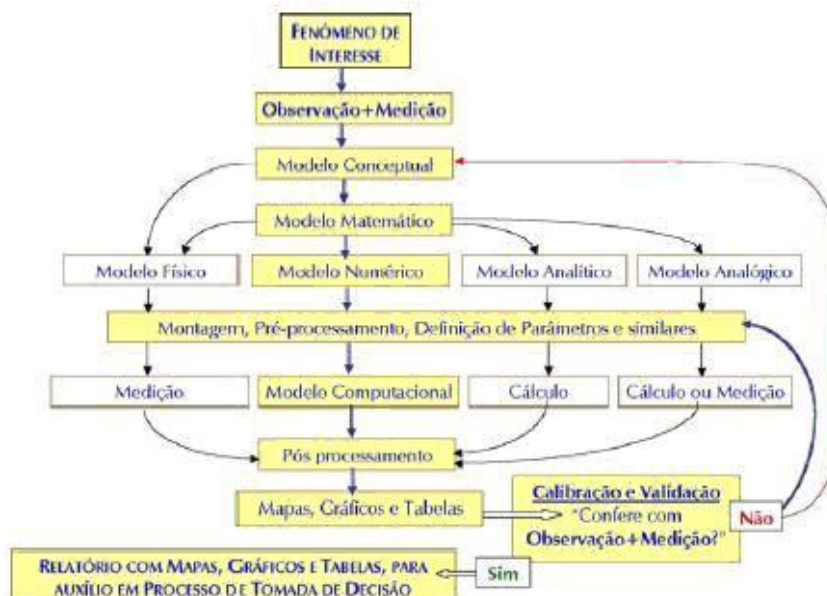 FENÔMENO DE
INTERESSE
Observação+Medição
Modelo Conceptual
Modelo Matemático
Modelo Físico
Modelo Numérico
Modelo Analítico
Modelo Analógico
Montagem, Pré-processamento, Definição de Parâmetros e similares
Medição
Modelo Computacional
Cálculo
Cálculo ou Medição
Pós processamento
Mapas, Gráficos e Tabelas
Calibração e Validação
"Confere com
Observação+Medição?"
Não
Sim
RELATÓRIO COM MAPAS, GRÁFICOS E TABELAS, PARA
AUXÍLIO EM PROCESSO DE TOMADA DE DECISÃO